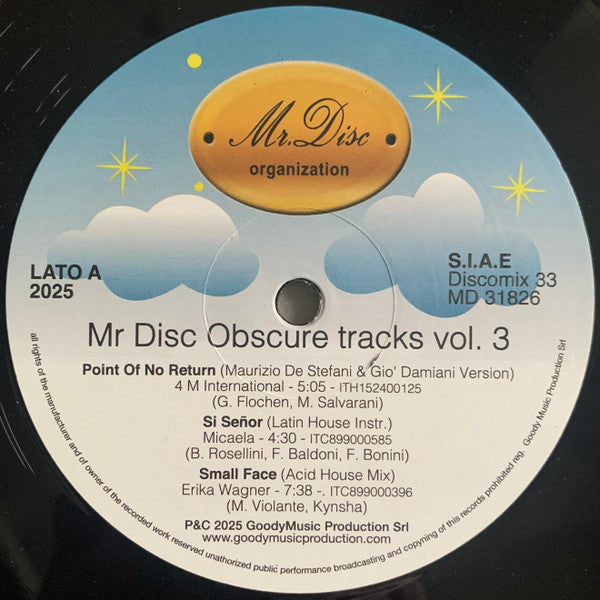 Mr. Disc
organization
LATO A
2025
S.I.A.E
Discomix 33
MD 31826
Mr Disc Obscure tracks vol. 3
Point Of No Return (Maurizio De Stefani & Gio' Damiani Version)
4 M International - 5:05 - ITH152400125
(G. Flochen, M. Salvarani)
Si Señor (Latin House Instr.)
Micaela - 4:30 - ITC899000585
(B. Rosellini, F. Baldoni, F. Bonini)
Small Face (Acid House Mix)
Erika Wagner - 7:38 -. ITC899000396
(M. Violante, Kynsha)
P&C 2025 GoodyMusic Production Srl
www.goodymusicproduction.com
all rights of the manufacturer and of owner of the recorded work reserved unatuhorized public performance broadcasting and copying of this records prohibited reg. Goody Music Production Srl